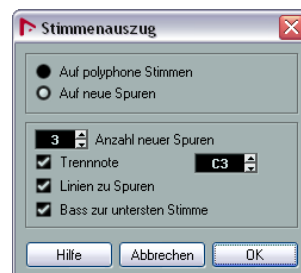 Stimmenauszug
Auf polyphone Stimmen
Auf neue Spuren
3 Anzahl neuer Spuren
Trennnote C3
Linien zu Spuren
Bass zur untersten Stimme
Hilfe Abbrechen OK